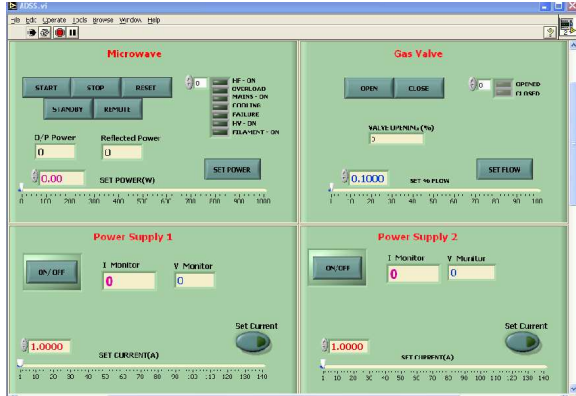 AOSS.vi
File Edit Operate Tools Browse Window Help
Microwave
START STOP RESET
STANDBY REMOTE
0
HF - ON
OVERLOAD
MAINS - ON
COOLING
FAILURE
HV - ON
FILAMENT - ON
O/P Power Reflected Power
0 0
SET POWER
0.00 SET POWER(W)
0 100 200 300 400 500 600 700 800 900 1000
Gas Valve
OPEN CLOSE
0
OPENED
CLOSED
VALVE OPENING (%)
0
SET FLOW
0.1000 SET % FLOW
10 20 30 40 50 60 70 80 90 100
Power Supply 1
ON/OFF
I Monitor V Monitor
0 0
Set Current
1.0000
SET CURRENT(A)
1 10 20 30 40 50 60 70 80 90 100 110 120 130 140
Power Supply 2
ON/OFF
I Monitor V Monitor
0 0
Set Current
1.0000
SET CURRENT(A)
1 10 20 30 40 50 60 70 80 90 100 110 120 130 140